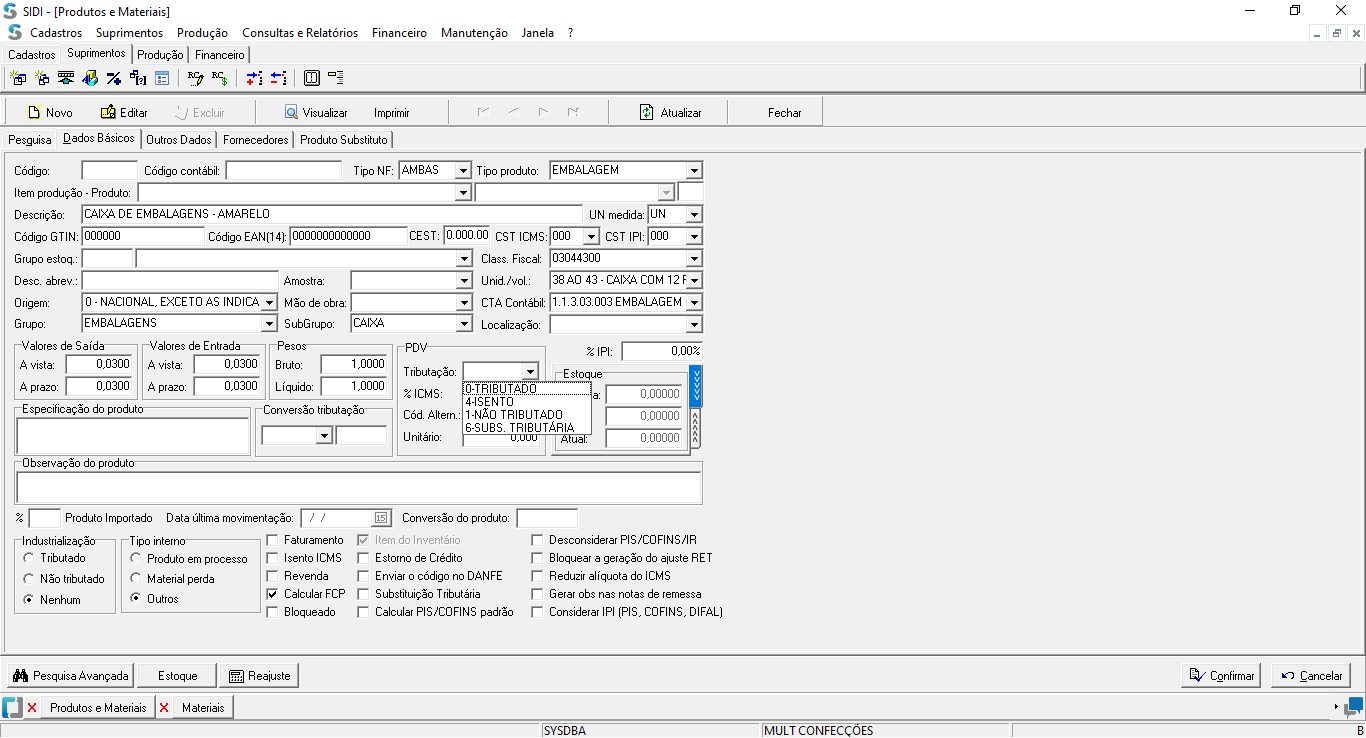 SIDI - [Produtos e Materiais]
Cadastros Suprimentos Produção Consultas e Relatórios Financeiro Manutenção Janela ?
Cadastros Suprimentos Produção Financeiro
Novo Editar Excluir Visualizar Imprimir Atualizar Fechar
Pesquisa Dados Básicos Outros Dados Fornecedores Produto Substituto
Código: Código contábil: Tipo NF: AMBAS Tipo produto: EMBALAGEM
Item produção - Produto:
Descrição: CAIXA DE EMBALAGENS - AMARELO UN medida: UN
Código GTIN: 000000 Código EAN(14): 0000000000000 CEST: 0.000.00 CST ICMS: 000 CST IPI: 000
Grupo estoq.: Class. Fiscal: 03044300
Desc. abrev.: Amostra: Unid./vol.: 38 AO 43 - CAIXA COM 12 F
Origem: 0 - NACIONAL, EXCETO AS INDICA Mão de obra: CTA Contábil: 1.1.3.03.003 EMBALAGEM
Grupo: EMBALAGENS SubGrupo: CAIXA Localização:
Valores de Saída Valores de Entrada Pesos PDV % IPI: 0,00%
A vista: 0,0300 A vista: 0,0300 Bruto: 1,0000 Tributação: Estoque
A prazo: 0,0300 A prazo: 0,0300 Líquido: 1,0000 % ICMS: 0-TRIBUTADO a: 0,00000
4-ISENTO
Especificação do produto Conversão tributação Cód. Altern.: 1-NÃO TRIBUTADO 0,00000
6-SUBS. TRIBUTÁRIA
Unitário: 0,000 Atual: 0,00000
Observação do produto
% Produto Importado Data última movimentação: / / 15 Conversão do produto:
Industrialização Tipo interno Faturamento Item do Inventário Desconsiderar PIS/COFINS/IR
Tributado Produto em processo Isento ICMS Estorno de Crédito Bloquear a geração do ajuste RET
Não tributado Material perda Revenda Enviar o código no DANFE Reduzir alíquota do ICMS
Nenhum Outros Calcular FCP Substituição Tributária Gerar obs nas notas de remessa
Bloqueado Calcular PIS/COFINS padrão Considerar IPI (PIS, COFINS, DIFAL)
Pesquisa Avançada Estoque Reajuste Confirmar Cancelar
Produtos e Materiais Materiais
SYSDBA MULT CONFECÇÕES B